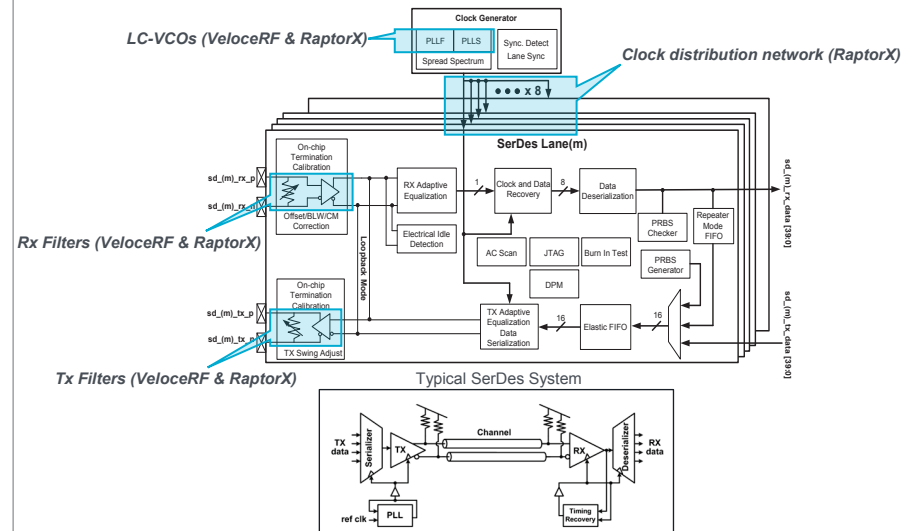 Clock Generator
LC-VCOs (VeloceRF & RaptorX)
PLLF
PLLS
Spread Spectrum
Sync. Detect
Lane Sync
Clock distribution network (RaptorX)
x 8
SerDes Lane(m)
On-chip
Termination
Calibration
sd_(m)_rx_p
sd_(m)_rx_n
Offset/BLW/CM
Correction
Rx Filters (VeloceRF & RaptorX)
RX Adaptive
Equalization
Electrical Idle
Detection
1
Clock and Data
Recovery
8
Data
Deserialization
PRBS
Checker
Repeater
Mode
FIFO
sd_(m)_rx_data [39:0]
Loopback Mode
AC Scan
JTAG
Burn In Test
DPM
PRBS
Generator
On-chip
Termination
Calibration
sd_(m)_tx_p
sd_(m)_tx_n
TX Swing Adjust
Tx Filters (VeloceRF & RaptorX)
TX Adaptive
Equalization
Data
Serialization
16
Elastic FIFO
16
sd_(m)_tx_data [39:0]
Typical SerDes System
TX
data
Serializer
TX
Channel
RX
Deserializer
RX
data
ref clk
PLL
Timing
Recovery